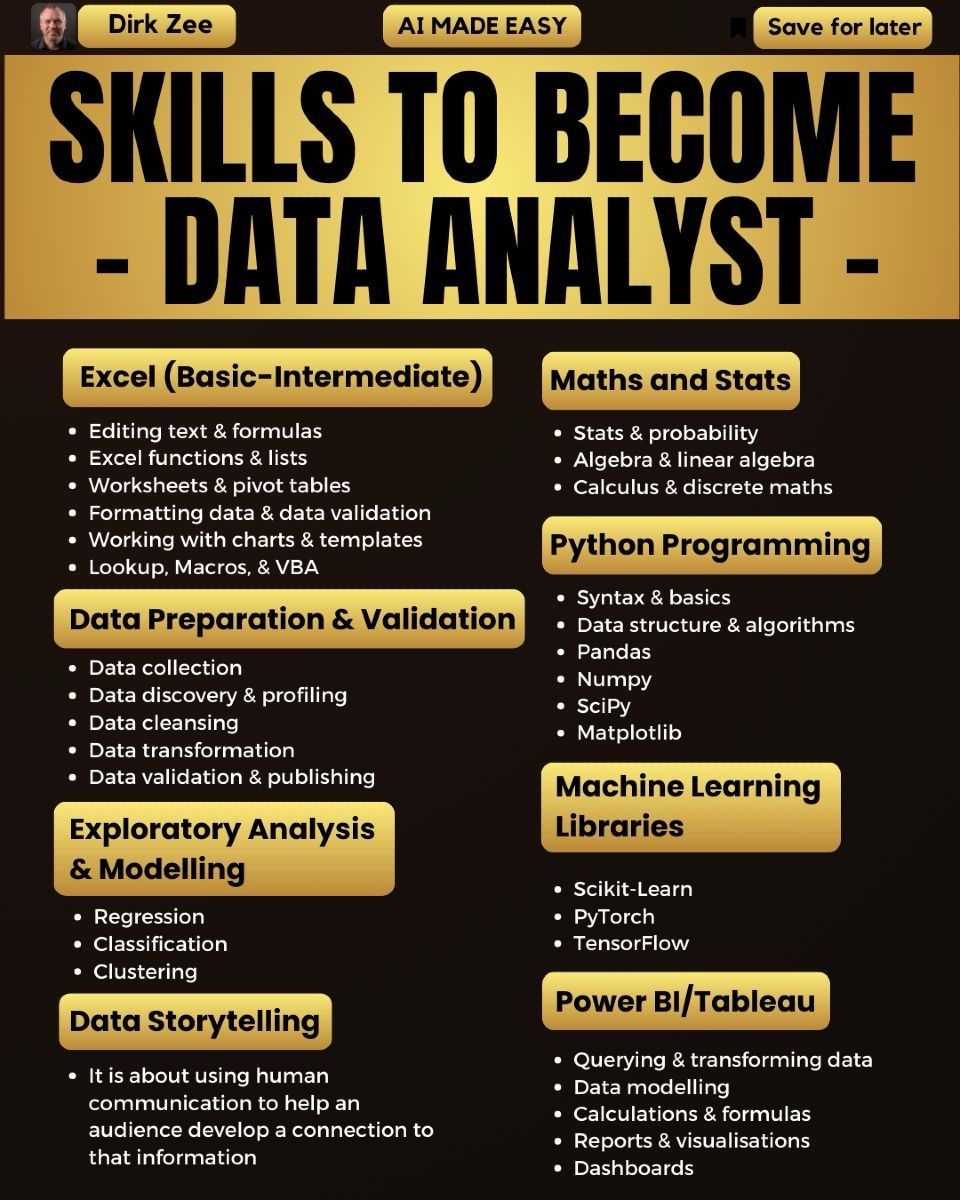 Dirk Zee
AI MADE EASY
Save for later
SKILLS TO BECOME
- DATA ANALYST -
Excel (Basic-Intermediate)
• Editing text & formulas
• Excel functions & lists
• Worksheets & pivot tables
• Formatting data & data validation
• Working with charts & templates
• Lookup, Macros, & VBA
Data Preparation & Validation
• Data collection
• Data discovery & profiling
• Data cleansing
• Data transformation
• Data validation & publishing
Exploratory Analysis
& Modelling
• Regression
• Classification
• Clustering
Data Storytelling
• It is about using human
communication to help an
audience develop a connection to
that information
Maths and Stats
• Stats & probability
• Algebra & linear algebra
• Calculus & discrete maths
Python Programming
• Syntax & basics
• Data structure & algorithms
• Pandas
• Numpy
• SciPy
• Matplotlib
Machine Learning
Libraries
• Scikit-Learn
• PyTorch
• TensorFlow
Power BI/Tableau
• Querying & transforming data
• Data modelling
• Calculations & formulas
• Reports & visualisations
• Dashboards